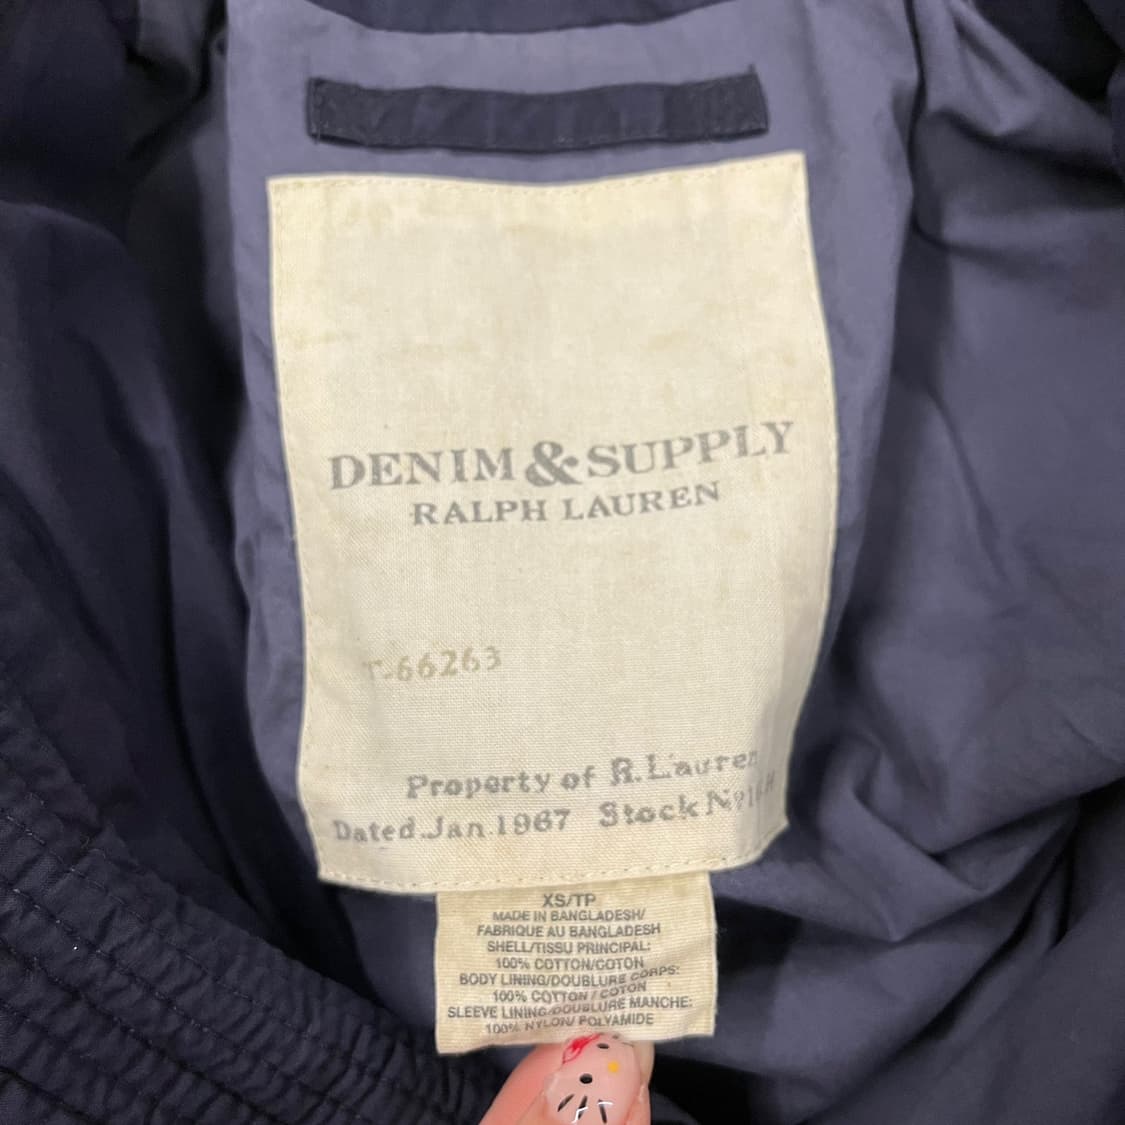 DENIM & SUPPLY
RALPH LAUREN
T-66263
Property of R.Lauren
Dated.Jan.1967 Stock Nº
XS/TP
MADE IN BANGLADESH/
FABRIQUE AU BANGLADESH
SHELL/TISSU PRINCIPAL:
100% COTTON/COTON
BODY LINING/DOUBLURE CORPS:
100% COTTON / COTON
SLEEVE LINING/DOUBLURE MANCHE:
100% NYLON/ POLYAMIDE